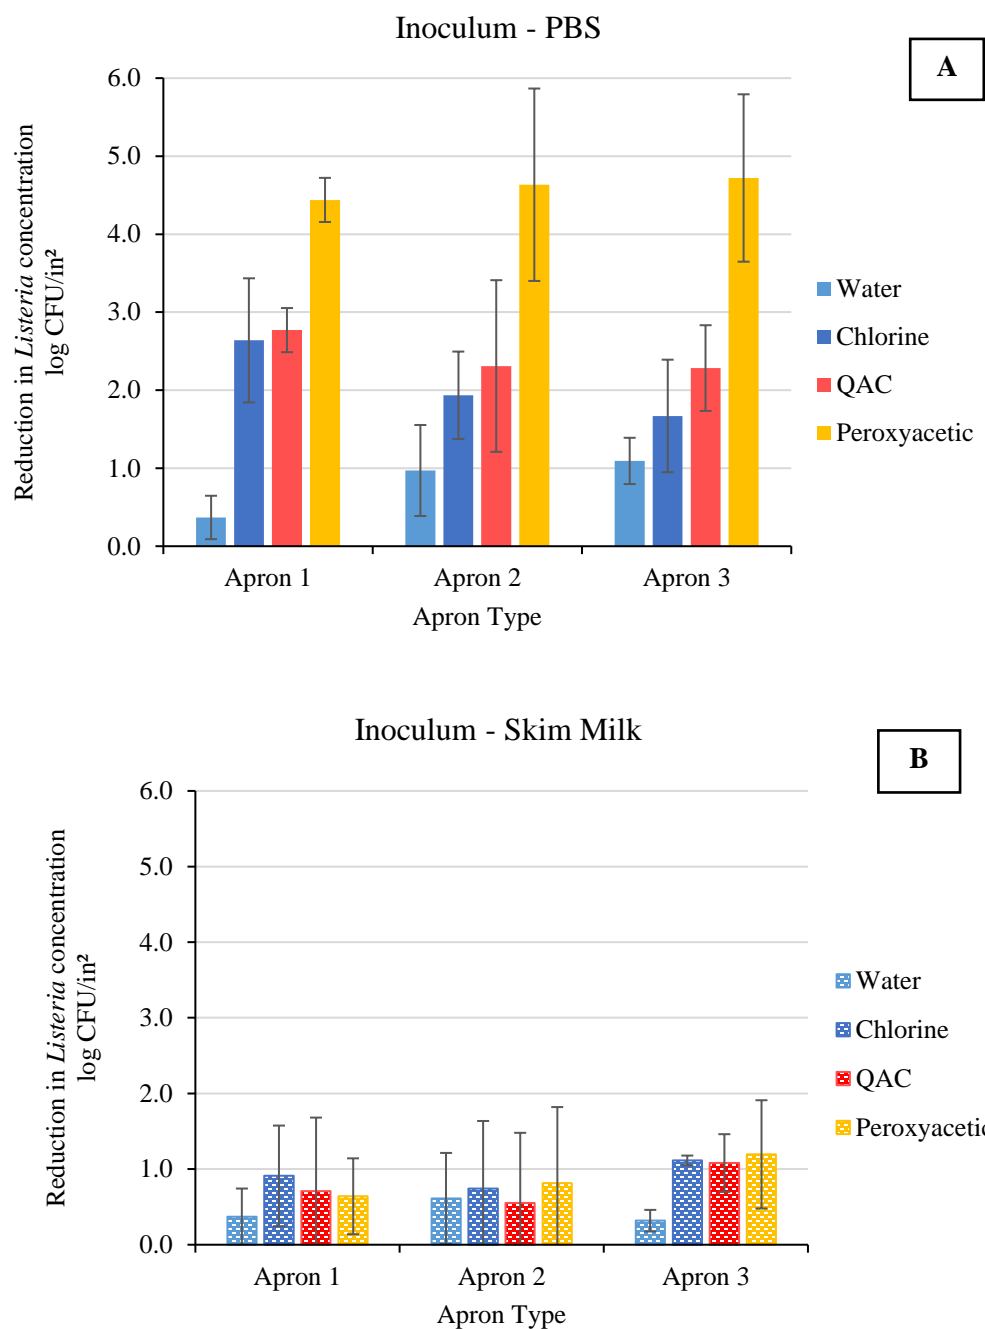 Inoculum - PBS
A
6.0
5.0
4.0
3.0
2.0
1.0
0.0
Reduction in Listeria concentration
log CFU/in²
Apron 1
Apron 2
Apron 3
Apron Type
Water
Chlorine
QAC
Peroxyacetic
Inoculum - Skim Milk
B
6.0
5.0
4.0
3.0
2.0
1.0
0.0
Reduction in Listeria concentration
log CFU/in²
Apron 1
Apron 2
Apron 3
Apron Type
Water
Chlorine
QAC
Peroxyacetic